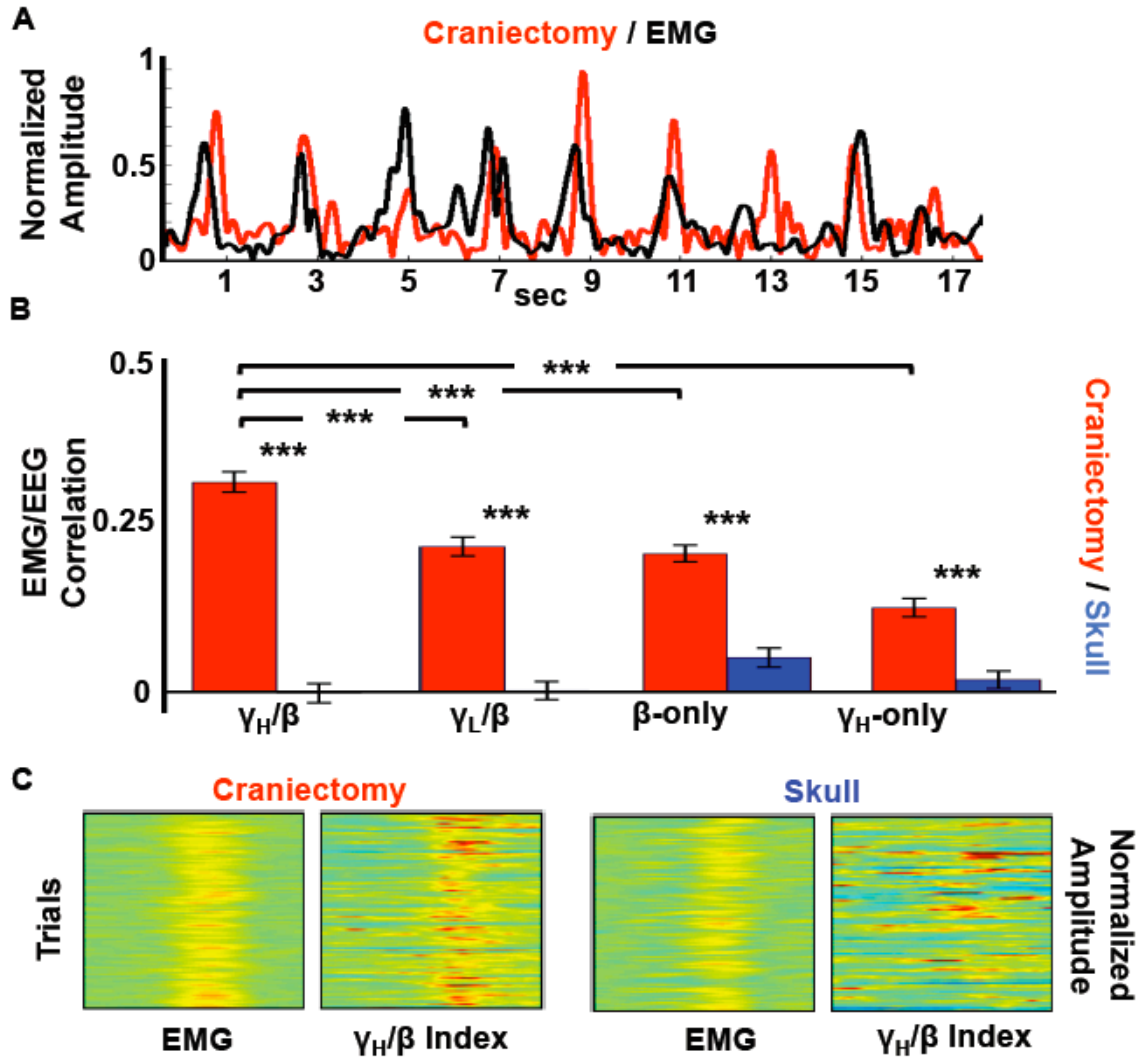 A
Craniectomy / EMG
Normalized
Amplitude
1
0.5
0
1 3 5 7 9 11 13 15 17
sec
B
EMG/EEG
Correlation
0.5
0.25
0
***
***
***
***
***
***
***
γH/β γL/β β-only γH-only
Craniectomy / Skull
C
Craniectomy Skull
Trials
Normalized
Amplitude
EMG γH/β Index EMG γH/β Index